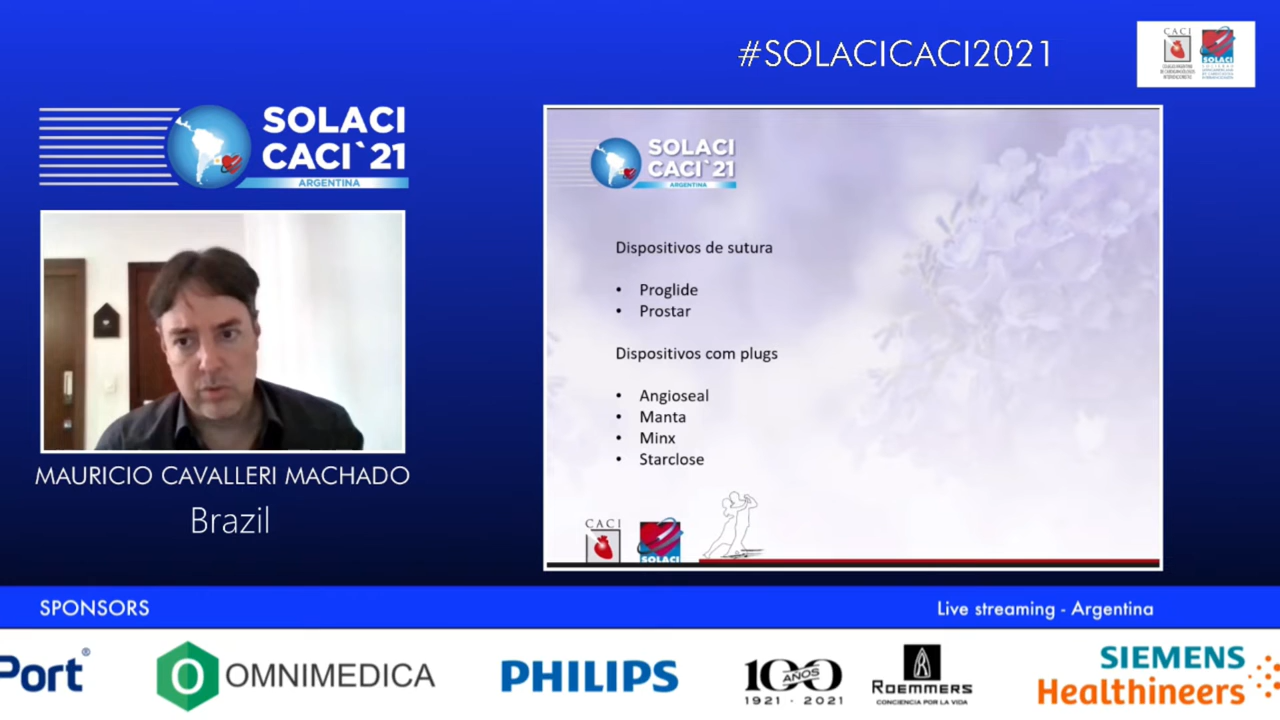 #SOLACICACI2021
CACI
SOLACI
SOLACI
CACI`21
ARGENTINA
SOLACI
CACI`21
ARGENTINA
Dispositivos de sutura
• Proglide
• Prostar
Dispositivos com plugs
• Angioseal
• Manta
• Minx
• Starclose
CACI
SOLACI
MAURICIO CAVALLERI MACHADO
Brazil
SPONSORS
Live streaming - Argentina
Port®
OMNIMEDICA
PHILIPS
100 AÑOS
1921 · 2021
ROEMMERS
CONCIENCIA POR LA VIDA
SIEMENS
Healthineers